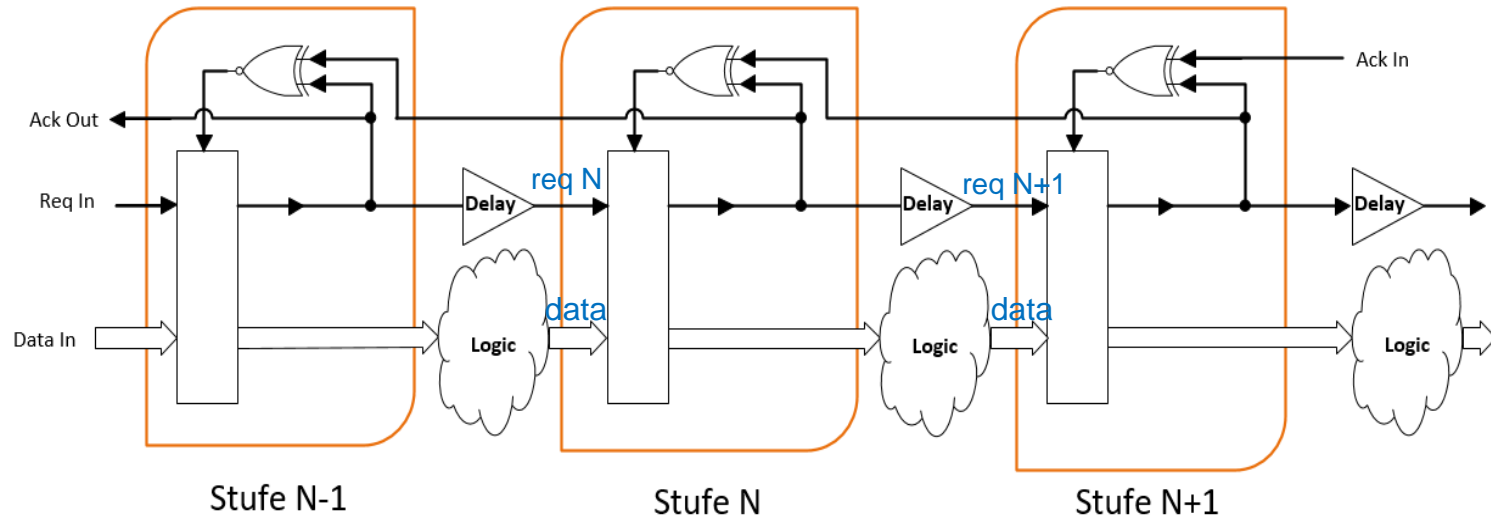 Ack In
Ack Out
req N
req N+1
Req In
Delay
Delay
Delay
data
data
Data In
Logic
Logic
Logic
Stufe N-1
Stufe N
Stufe N+1